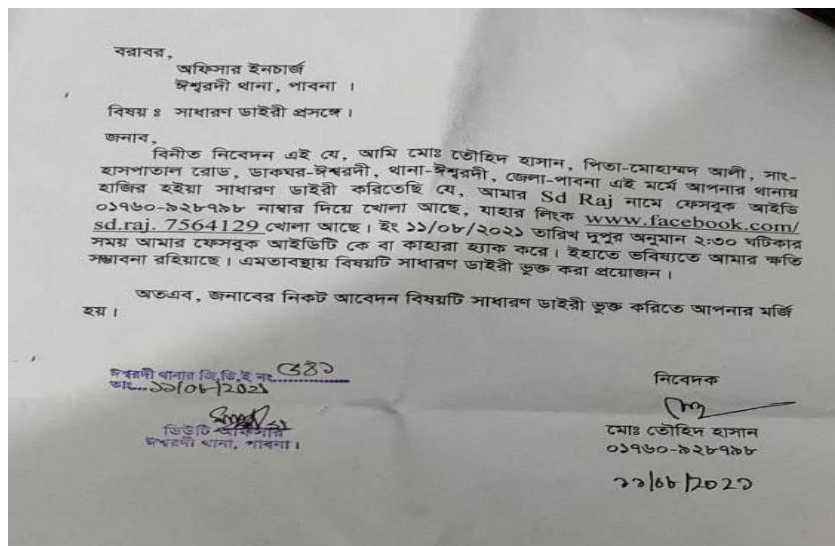 বরাবর,
অফিসার ইনচার্জ
ঈশ্বরদী থানা, পাবনা ।
বিষয় ঃ সাধারণ ডাইরী প্রসঙ্গে ।
জনাব,
বিনীত নিবেদন এই যে, আমি মোঃ তৌহিদ হাসান, পিতা-মোহাম্মদ আলী, সাং-
হাসপাতাল রোড, ডাকঘর-ঈশ্বরদী, থানা-ঈশ্বরদী, জেলা-পাবনা এই মর্মে আপনার থানায়
হাজির হইয়া সাধারণ ডাইরী করিতেছি যে, আমার Sd Raj নামে ফেসবুক আইডি
০১৭৬০-৯২৮৭৯৮ নাম্বার দিয়ে খোলা আছে, যাহার লিংক www.facebook.com/
sd.raj. 7564129 খোলা আছে । ইং ১১/০৮/২০২১ তারিখ দুপুর অনুমান ২:৩০ ঘটিকার
সময় আমার ফেসবুক আইডিটি কে বা কাহারা হ্যাক করে । ইহাতে ভবিষ্যতে আমার ক্ষতি
সম্ভাবনা রহিয়াছে । এমতাবস্থায় বিষয়টি সাধারণ ডাইরী ভুক্ত করা প্রয়োজন ।
অতএব, জনাবের নিকট আবেদন বিষয়টি সাধারণ ডাইরী ভুক্ত করিতে আপনার মর্জি
হয় ।
ঈশ্বরদী থানার জি,ডি,ই নং
তাং... ১১/০৮/২০২১
ডিউটি অফিসার
ঈশ্বরদী থানা, পাবনা ।
নিবেদক
মোঃ তৌহিদ হাসান
০১৭৬০-৯২৮৭৯৮
১১/০৮/২০২১